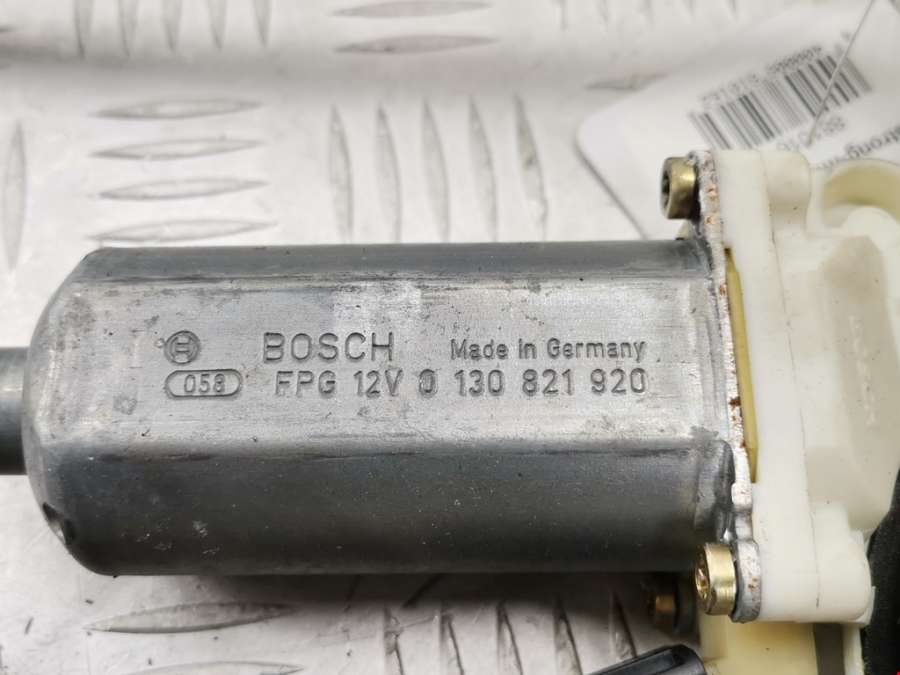 BOSCH Made in Germany
058 FPG 12V 0 130 821 920